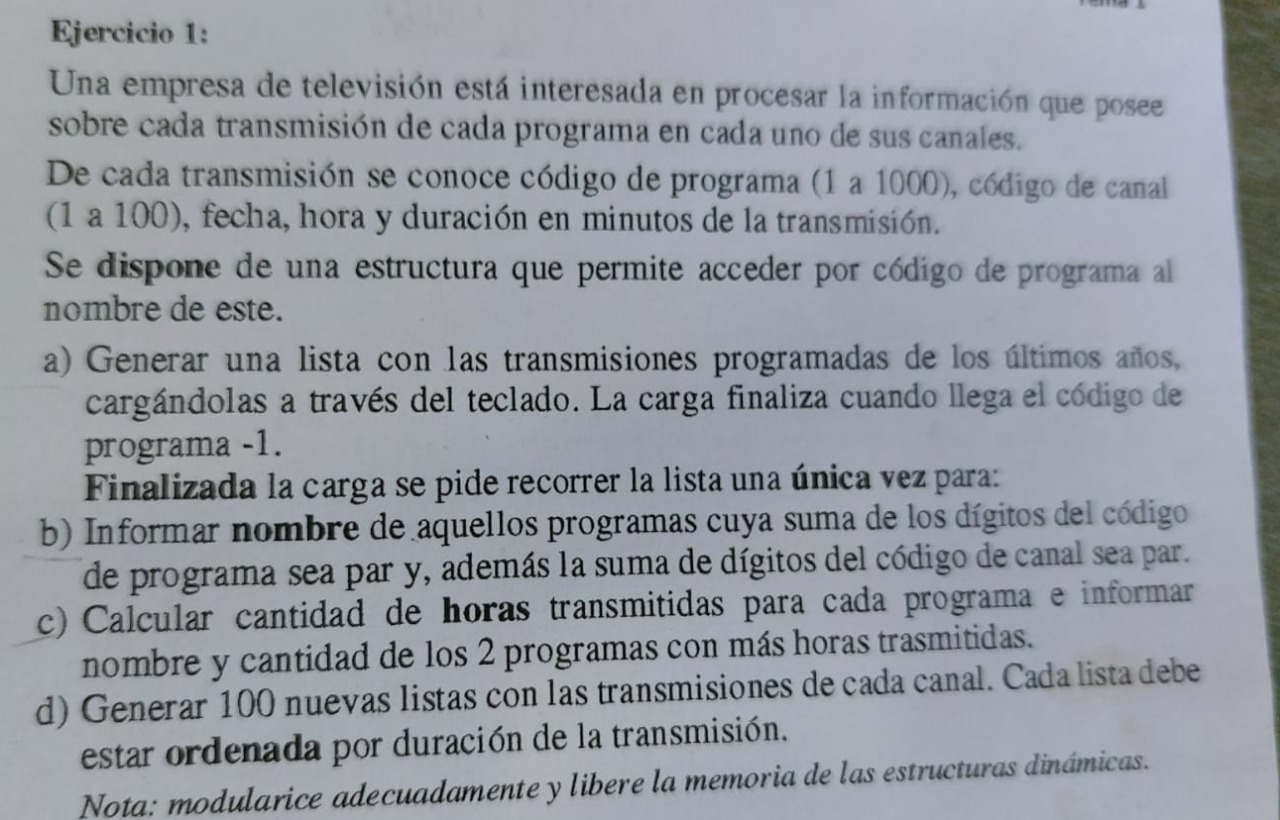 Ejercicio 1:
Una empresa de televisión está interesada en procesar la información que posee
sobre cada transmisión de cada programa en cada uno de sus canales.
De cada transmisión se conoce código de programa (1 a 1000), código de canal
(1 a 100), fecha, hora y duración en minutos de la transmisión.
Se dispone de una estructura que permite acceder por código de programa al
nombre de este.
a) Generar una lista con las transmisiones programadas de los últimos años,
cargándolas a través del teclado. La carga finaliza cuando llega el código de
programa -1.
Finalizada la carga se pide recorrer la lista una única vez para:
b) Informar nombre de aquellos programas cuya suma de los dígitos del código
de programa sea par y, además la suma de dígitos del código de canal sea par.
c) Calcular cantidad de horas transmitidas para cada programa e informar
nombre y cantidad de los 2 programas con más horas trasmitidas.
d) Generar 100 nuevas listas con las transmisiones de cada canal. Cada lista debe
estar ordenada por duración de la transmisión.
Nota: modularice adecuadamente y libere la memoria de las estructuras dinámicas.